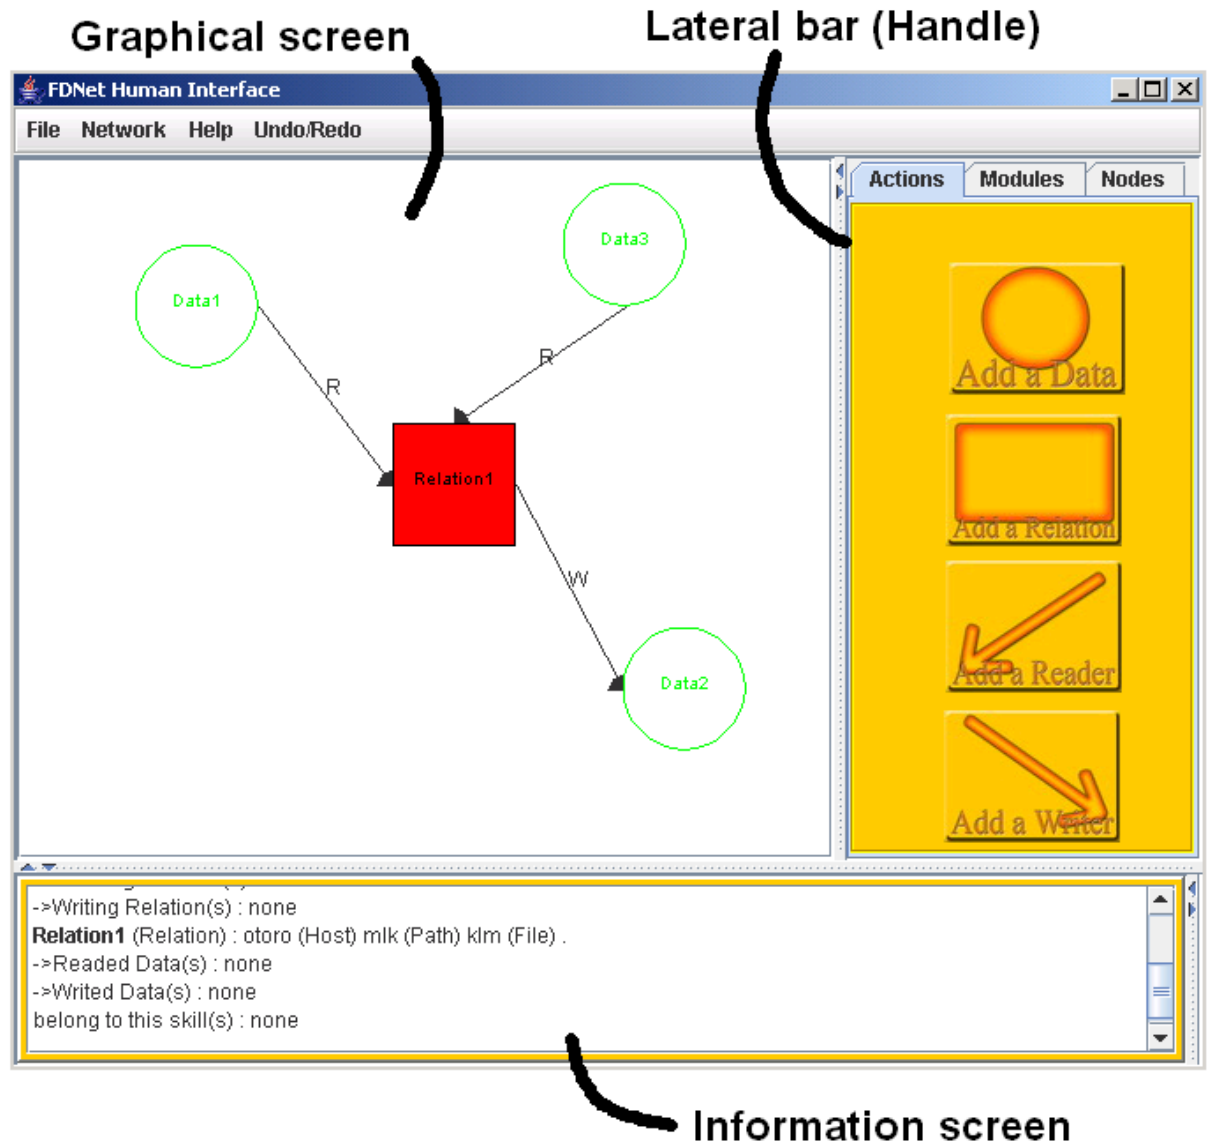 Graphical screen
Lateral bar (Handle)
FDNet Human Interface
File Network Help Undo/Redo
Actions Modules Nodes
Data3
Data1
R
R
Relation1
W
Data2
Add a Data
Add a Relation
Add a Reader
Add a Writer
->Writing Relation(s) : none
Relation1 (Relation) : otoro (Host) mlk (Path) klm (File) .
->Readed Data(s) : none
->Writed Data(s) : none
belong to this skill(s) : none
Information screen